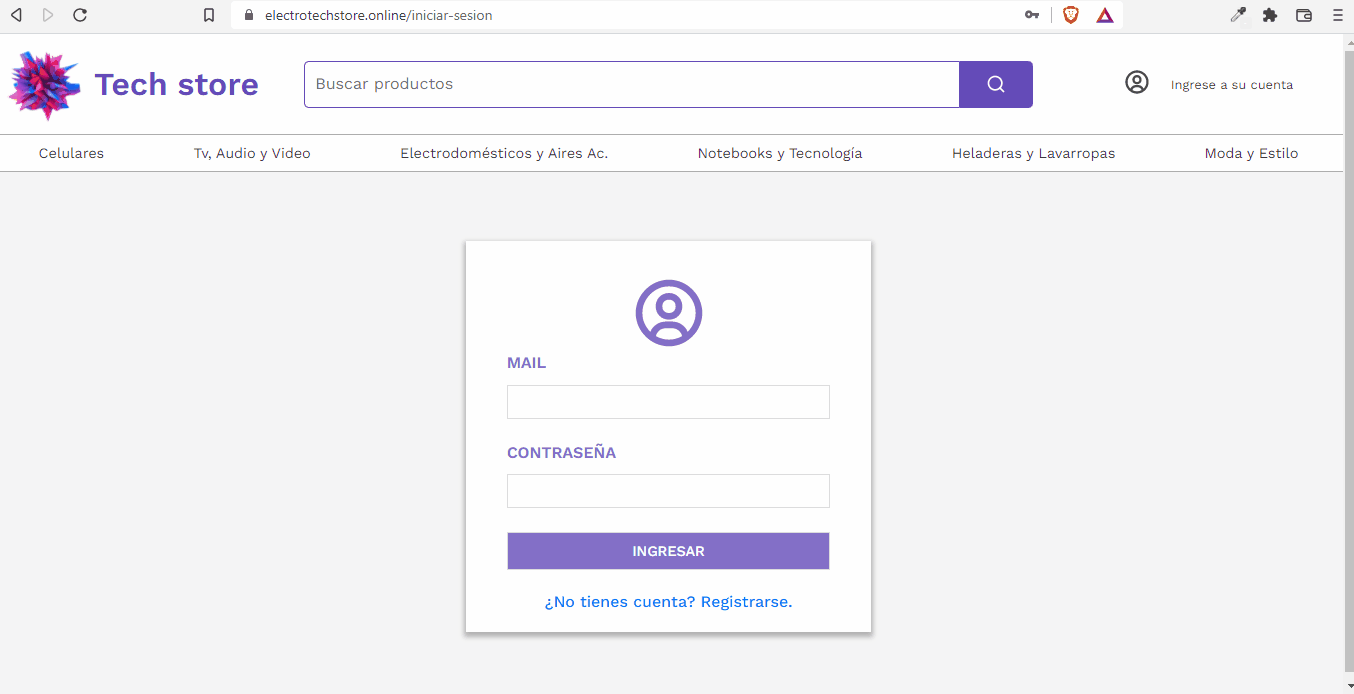 electrotechstore.online/iniciar-sesion
Tech store
Buscar productos
Ingrese a su cuenta
Celulares
Tv, Audio y Video
Electrodomésticos y Aires Ac.
Notebooks y Tecnología
Heladeras y Lavarropas
Moda y Estilo
MAIL
CONTRASEÑA
INGRESAR
¿No tienes cuenta? Registrarse.